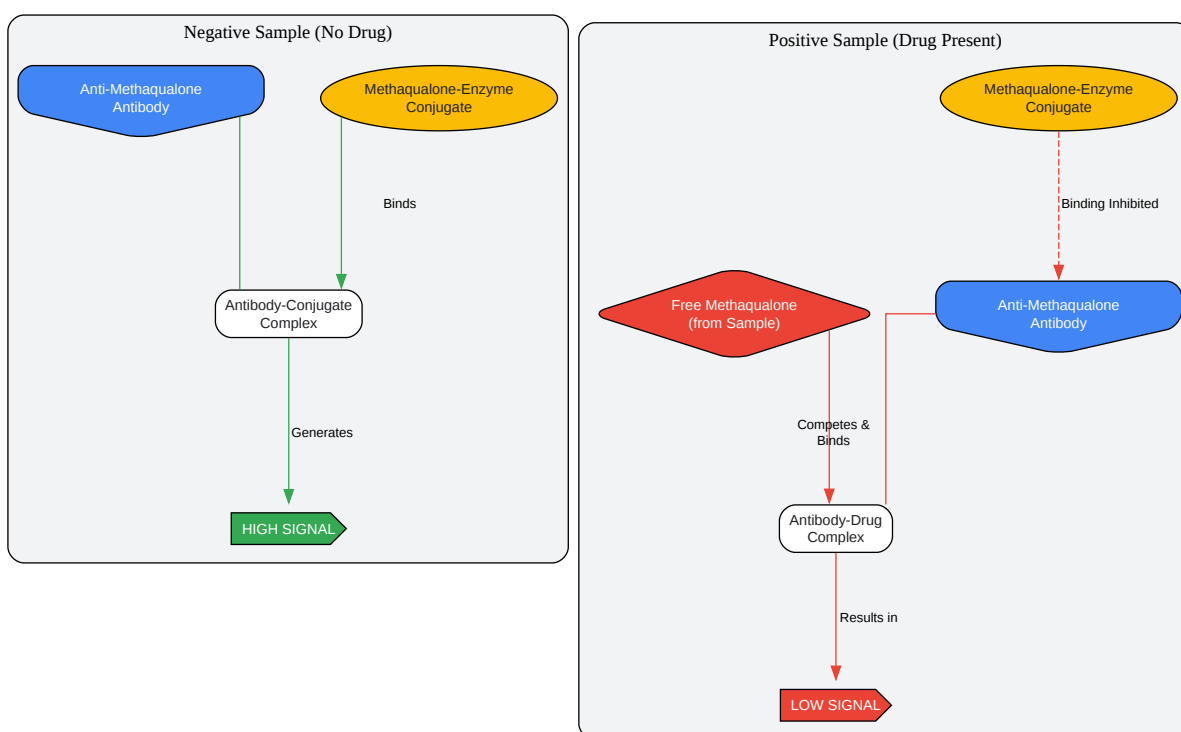 Negative Sample (No Drug)
Anti-Methaqualone
Antibody
Methaqualone-Enzyme
Conjugate
Binds
Antibody-Conjugate
Complex
Generates
HIGH SIGNAL
Positive Sample (Drug Present)
Methaqualone-Enzyme
Conjugate
Binding Inhibited
Free Methaqualone
(from Sample)
Anti-Methaqualone
Antibody
Competes &
Binds
Antibody-Drug
Complex
Results in
LOW SIGNAL